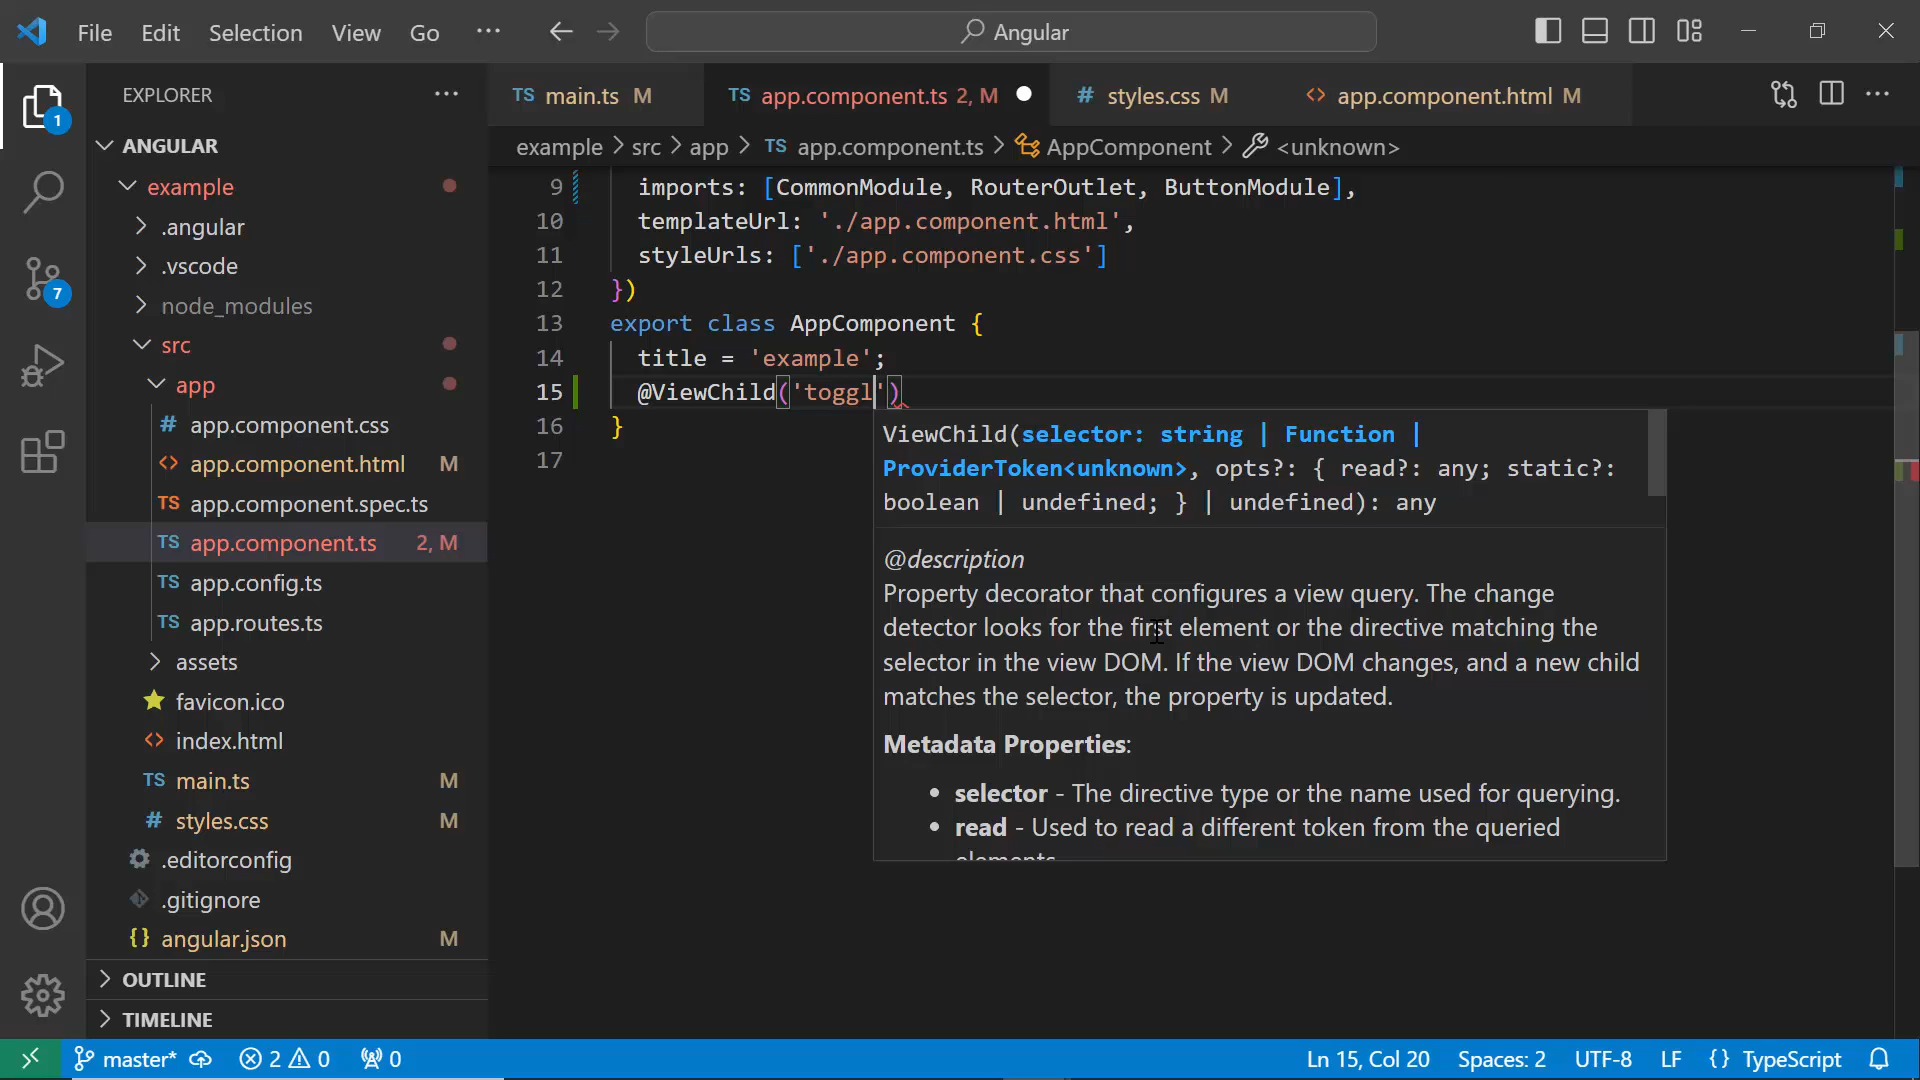 File Edit Selection View Go ··· Angular
EXPLORER ···
TS main.ts M
TS app.component.ts 2, M
# styles.css M
<> app.component.html M
···
1
7
example > src > app > TS app.component.ts > AppComponent > <unknown>
ANGULAR
example
.angular
.vscode
node_modules
src
app
# app.component.css
<> app.component.html M
TS app.component.spec.ts
TS app.component.ts 2, M
TS app.config.ts
TS app.routes.ts
assets
favicon.ico
<> index.html
TS main.ts M
# styles.css M
.editorconfig
.gitignore
{} angular.json M
OUTLINE
TIMELINE
9 imports: [CommonModule, RouterOutlet, ButtonModule],
10 templateUrl: './app.component.html',
11 styleUrls: ['./app.component.css']
12 })
13 export class AppComponent {
14 title = 'example';
15 @ViewChild('toggl')
16 }
17
ViewChild(selector: string | Function |
ProviderToken<unknown>, opts?: { read?: any; static?:
boolean | undefined; } | undefined): any
@description
Property decorator that configures a view query. The change
detector looks for the first element or the directive matching the
selector in the view DOM. If the view DOM changes, and a new child
matches the selector, the property is updated.
Metadata Properties:
• selector - The directive type or the name used for querying.
• read - Used to read a different token from the queried
elements
master* 2 0 0 Ln 15, Col 20 Spaces: 2 UTF-8 LF {} TypeScript